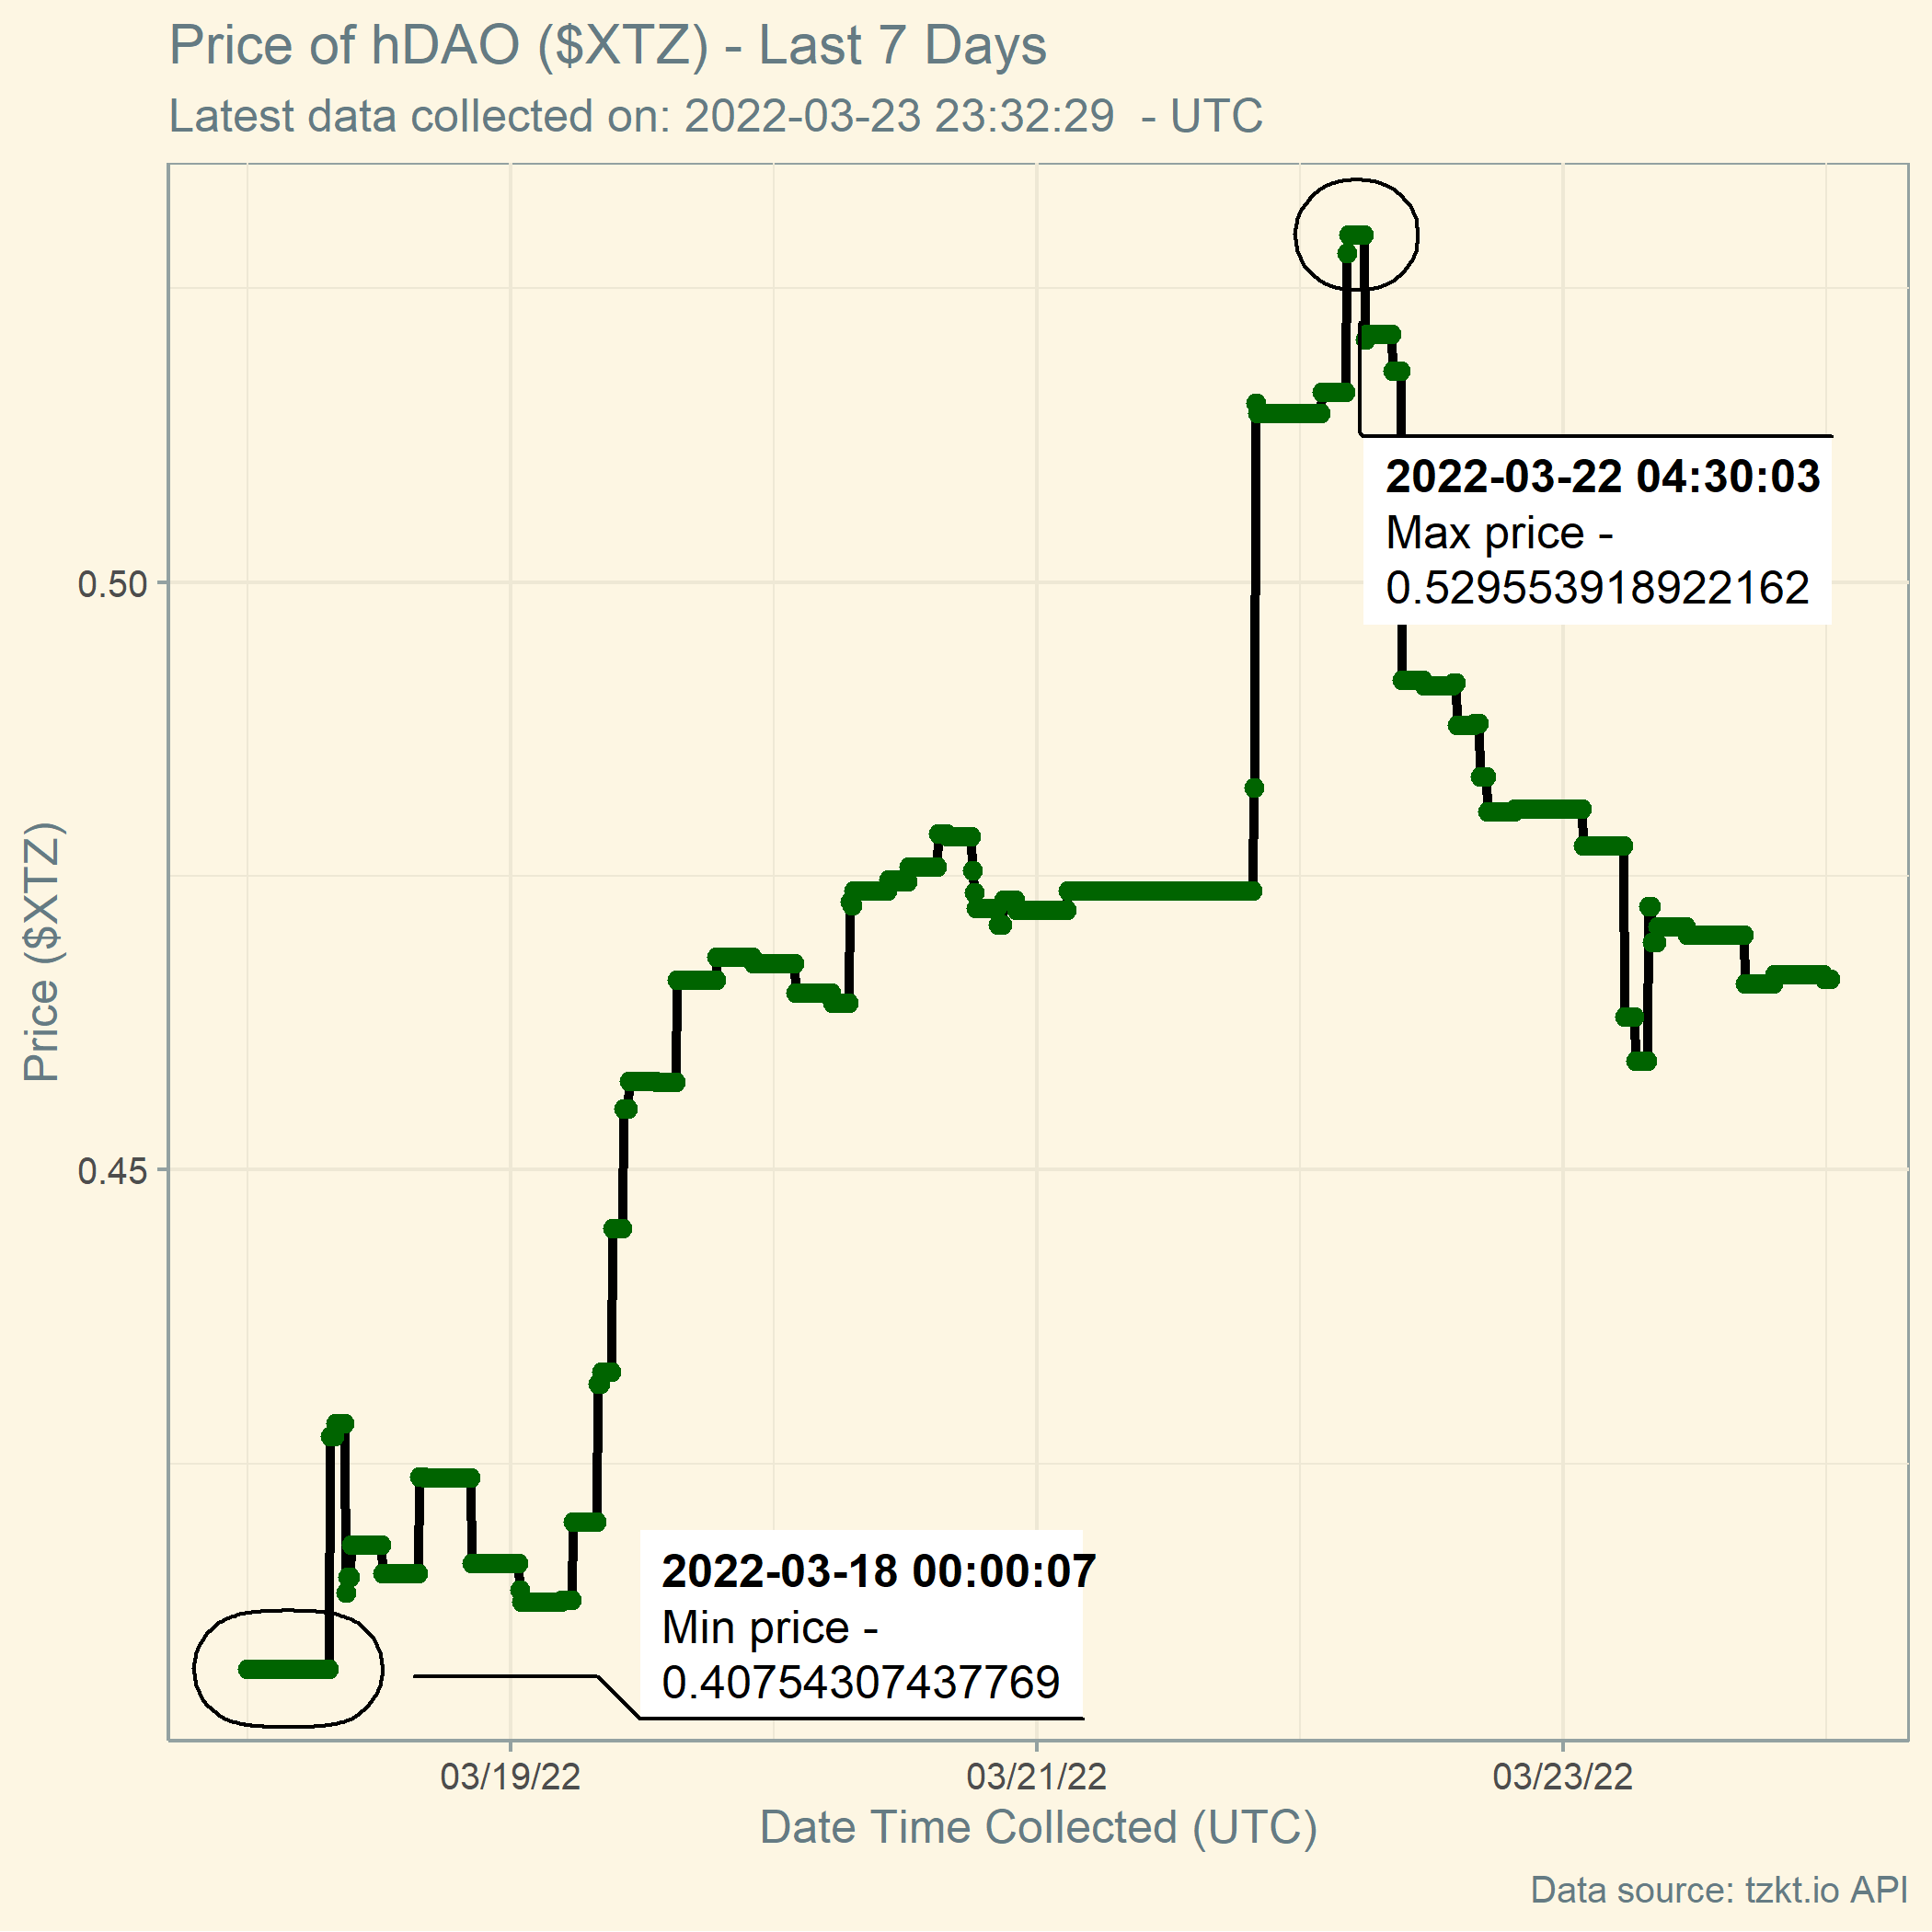 Price of hDAO ($XTZ) - Last 7 Days
Latest data collected on: 2022-03-23 23:32:29  - UTC
2022-03-22 04:30:03
Max price -
0.529553918922162
0.50
Price ($XTZ)
0.45
2022-03-18 00:00:07
Min price -
0.40754307437769
03/19/22
03/21/22
03/23/22
Date Time Collected (UTC)
Data source: tzkt.io API